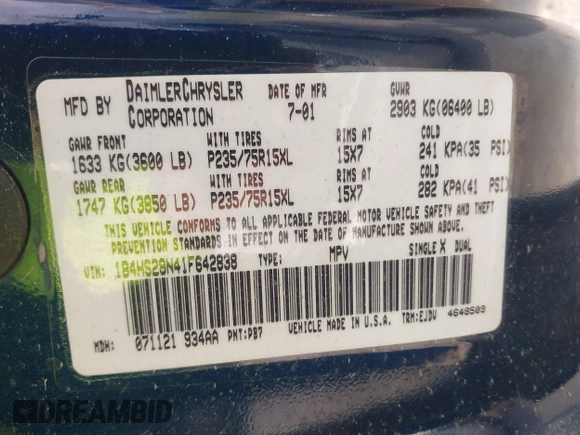 MFD BY DAIMLERCHRYSLER CORPORATION DATE OF MFR 7-01 GVWR 2903 KG(06400 LB)
GAWR FRONT WITH TIRES RIMS AT COLD
1633 KG(3600 LB) P235/75R15XL 15X7 241 KPA(35 PSI)
GAWR REAR WITH TIRES RIMS AT COLD
1747 KG(3850 LB) P235/75R15XL 15X7 282 KPA(41 PSI)
THIS VEHICLE CONFORMS TO ALL APPLICABLE FEDERAL MOTOR VEHICLE SAFETY AND THEFT
PREVENTION STANDARDS IN EFFECT ON THE DATE OF MANUFACTURE SHOWN ABOVE.
VIN: 1B4HS28N41F642838 TYPE: MPV SINGLE X DUAL
MDH: 071121 934AA PNT:PB7 VEHICLE MADE IN U.S.A. TRM:EJDV 4648503
DREAMBID